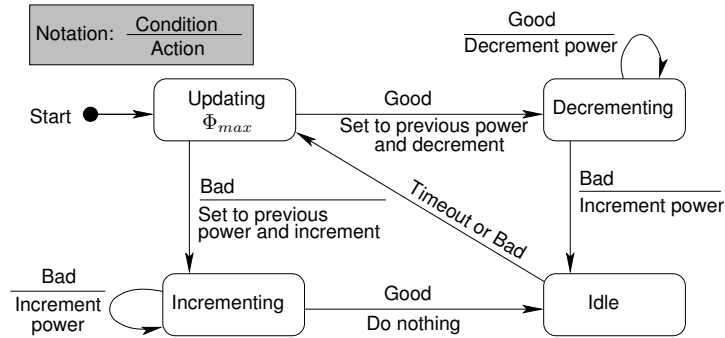 Notation: Condition
Action
Good
Decrement power
Start
Updating
Φmax
Good
Set to previous power
and decrement
Decrementing
Bad
Set to previous
power and increment
Timeout or Bad
Bad
Increment power
Bad
Increment
power
Incrementing
Good
Do nothing
Idle